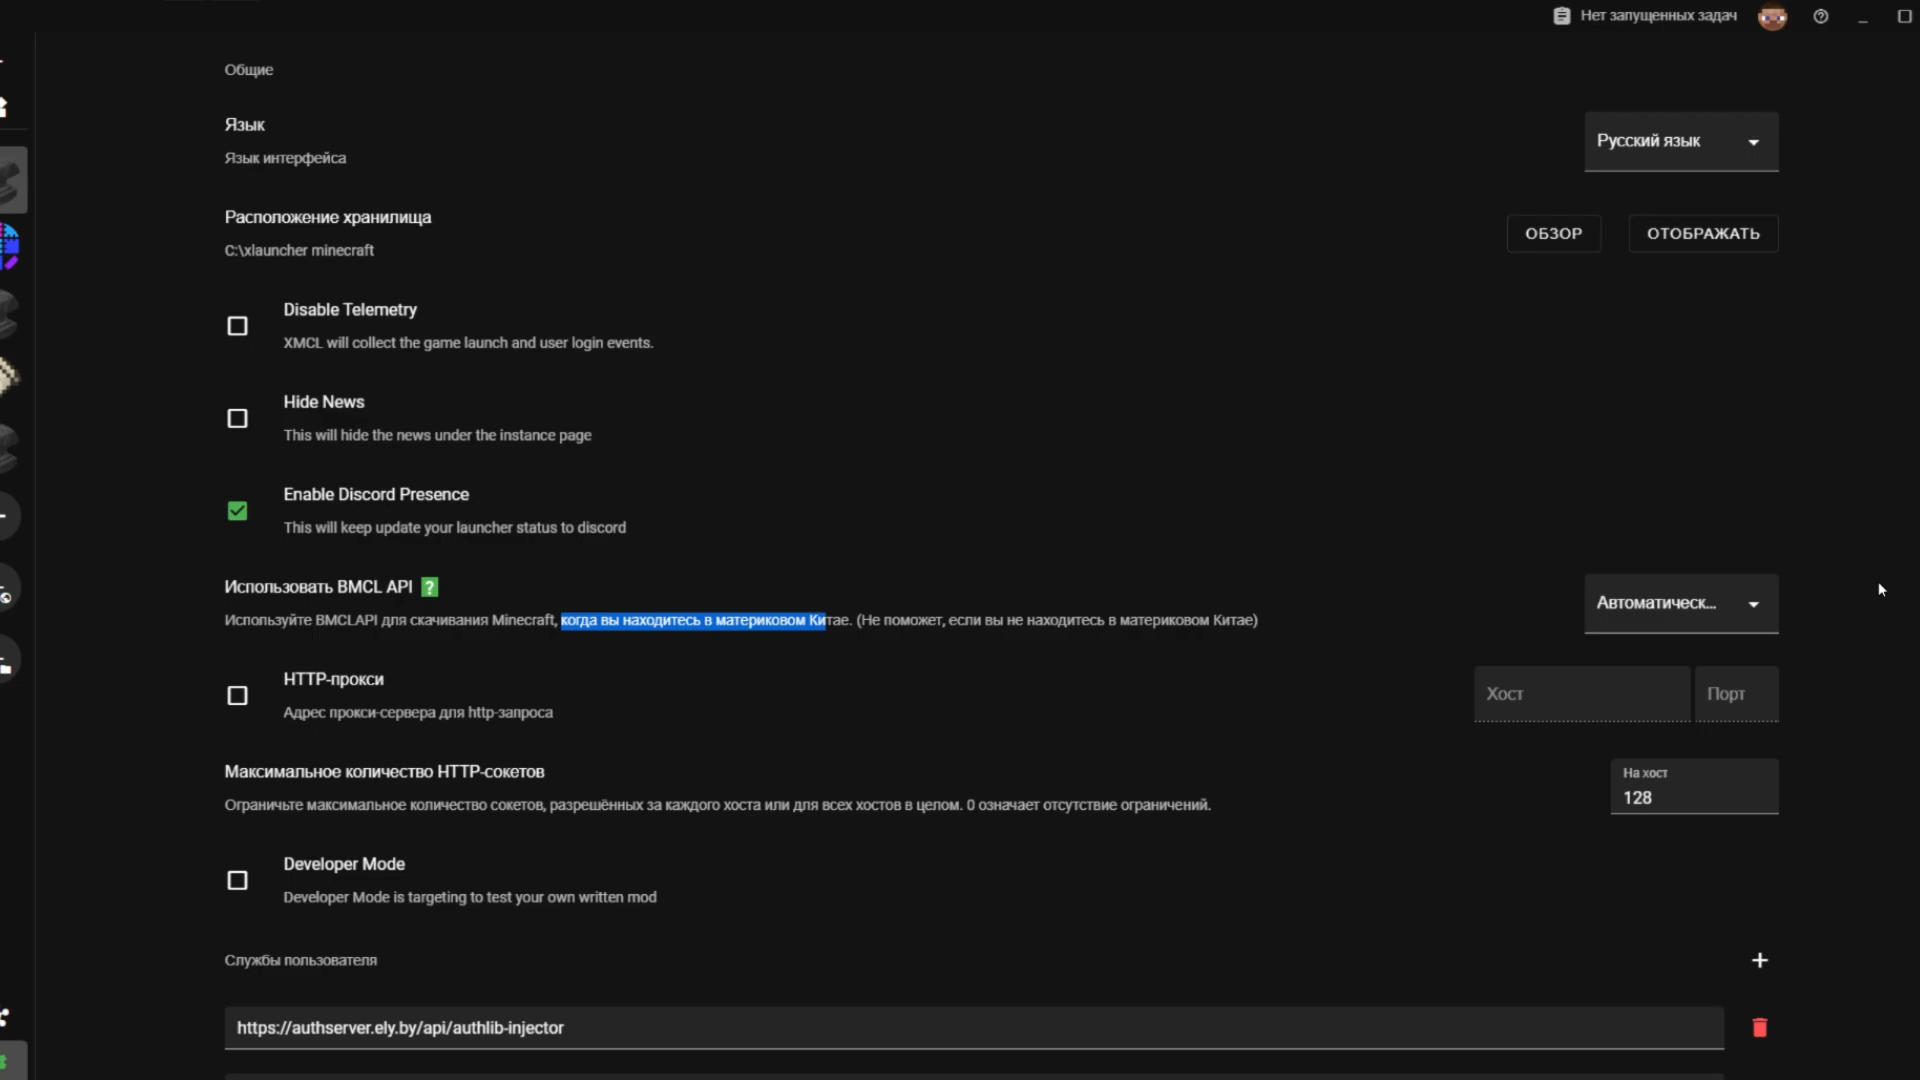 Нет запущенных задач
Общие
Язык
Язык интерфейса
Русский язык
Расположение хранилища
C:\xlauncher minecraft
ОБЗОР
ОТОБРАЖАТЬ
Disable Telemetry
XMCL will collect the game launch and user login events.
Hide News
This will hide the news under the instance page
Enable Discord Presence
This will keep update your launcher status to discord
Использовать BMCL API ?
Используйте BMCLAPI для скачивания Minecraft, когда вы находитесь в материковом Китае. (Не поможет, если вы не находитесь в материковом Китае)
Автоматическ...
HTTP-прокси
Адрес прокси-сервера для http-запроса
Хост
Порт
Максимальное количество HTTP-сокетов
Ограничьте максимальное количество сокетов, разрешённых за каждого хоста или для всех хостов в целом. 0 означает отсутствие ограничений.
На хост
128
Developer Mode
Developer Mode is targeting to test your own written mod
Службы пользователя
https://authserver.ely.by/api/authlib-injector